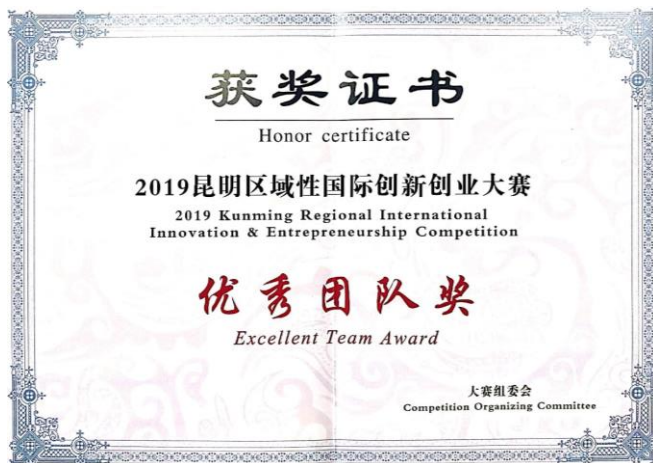 获奖证书
Honor certificate
2019昆明区域性国际创新创业大赛
2019 Kunming Regional International
Innovation & Entrepreneurship Competition
优秀团队奖
Excellent Team Award
大赛组委会
Competition Organizing Committee